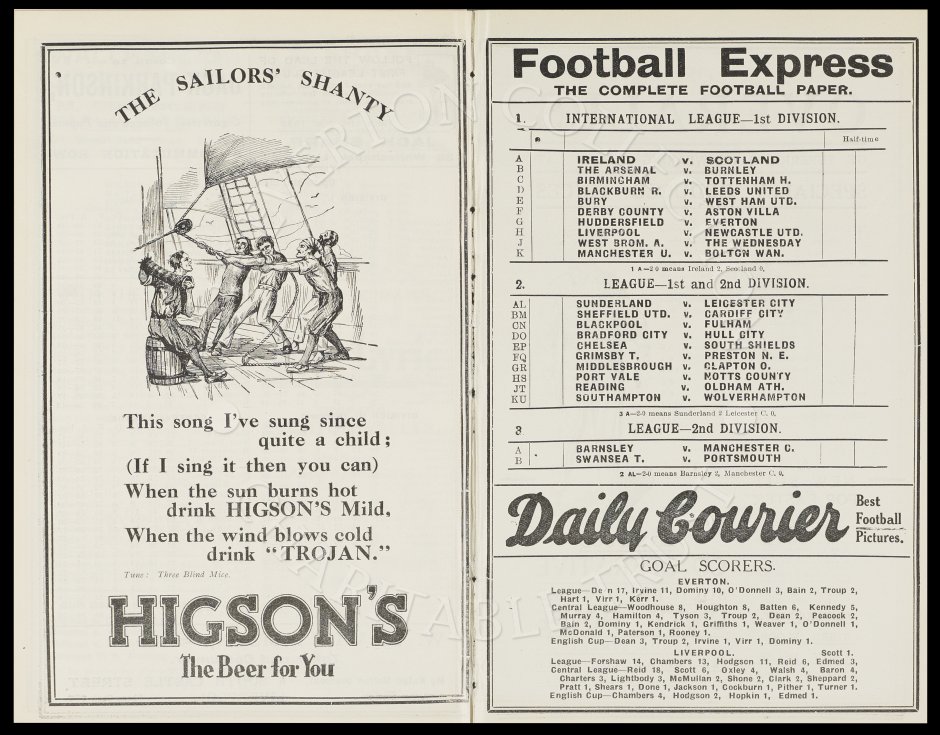 THE SAILORS' SHANTY
This song I've sung since
quite a child;
(If I sing it then you can)
When the sun burns hot
drink HIGSON'S Mild,
When the wind blows cold
drink "TROJAN."
Tune: Three Blind Mice.
HIGSON'S
The Beer for You
Football Express
THE COMPLETE FOOTBALL PAPER.
1. INTERNATIONAL LEAGUE—1st DIVISION.
Half-time
A IRELAND v. SCOTLAND
B THE ARSENAL v. BURNLEY
C BIRMINGHAM v. TOTTENHAM H.
D BLACKBURN R. v. LEEDS UNITED
E BURY v. WEST HAM UTD.
F DERBY COUNTY v. ASTON VILLA
G HUDDERSFIELD v. EVERTON
H LIVERPOOL v. NEWCASTLE UTD.
J WEST BROM. A. v. THE WEDNESDAY
K MANCHESTER U. v. BOLTON WAN.
1 A—2-0 means Ireland 2, Scotland 0.
2. LEAGUE—1st and 2nd DIVISION.
AL SUNDERLAND v. LEICESTER CITY
BM SHEFFIELD UTD. v. CARDIFF CITY
CN BLACKPOOL v. FULHAM
DO BRADFORD CITY v. HULL CITY
EP CHELSEA v. SOUTH SHIELDS
FQ GRIMSBY T. v. PRESTON N. E.
GR MIDDLESBROUGH v. CLAPTON O.
HS PORT VALE v. NOTTS COUNTY
JT READING v. OLDHAM ATH.
KU SOUTHAMPTON v. WOLVERHAMPTON
3 A—2-0 means Sunderland 2 Leicester C. 0.
3 LEAGUE—2nd DIVISION.
A BARNSLEY v. MANCHESTER C.
B SWANSEA T. v. PORTSMOUTH
2 AL—2-0 means Barnsley 2, Manchester C. 0.
Daily Courier Best
Football
Pictures.
GOAL SCORERS.
EVERTON.
League—De n 17, Irvine 11, Dominy 10, O'Donnell 3, Bain 2, Troup 2,
Hart 1, Virr 1, Kerr 1.
Central League—Woodhouse 8, Houghton 8, Batten 6, Kennedy 5,
Murray 4, Hamilton 4, Tyson 3, Troup 2, Dean 2, Peacock 2,
Bain 2, Dominy 1, Kendrick 1, Griffiths 1, Weaver 1, O'Donnell 1,
McDonald 1, Paterson 1, Rooney 1.
English Cup—Dean 3, Troup 2, Irvine 1, Virr 1, Dominy 1.
LIVERPOOL. Scott 1.
League—Forshaw 14, Chambers 13, Hodgson 11, Reid 6, Edmed 3,
Central League—Reid 18, Scott 6, Oxley 4, Walsh 4, Baron 4,
Charters 3, Lightbody 3, McMullan 2, Shone 2, Clark 2, Sheppard 2,
Pratt 1, Shears 1, Done 1, Jackson 1, Cockburn 1, Pither 1, Turner 1.
English Cup—Chambers 4, Hodgson 2, Hopkin 1, Edmed 1.